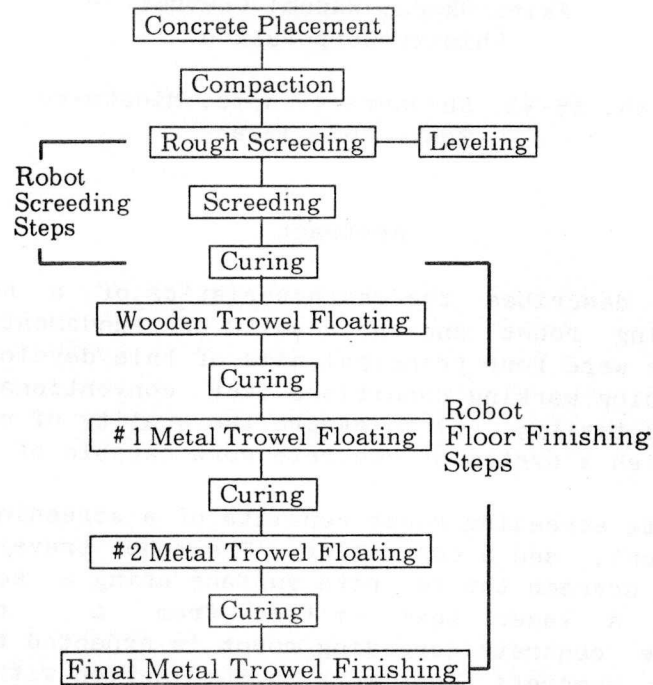 Concrete Placement
Compaction
Rough Screeding
Leveling
Robot
Screeding
Steps
Screeding
Curing
Wooden Trowel Floating
Curing
#1 Metal Trowel Floating
Robot
Floor Finishing
Steps
Curing
#2 Metal Trowel Floating
Curing
Final Metal Trowel Finishing